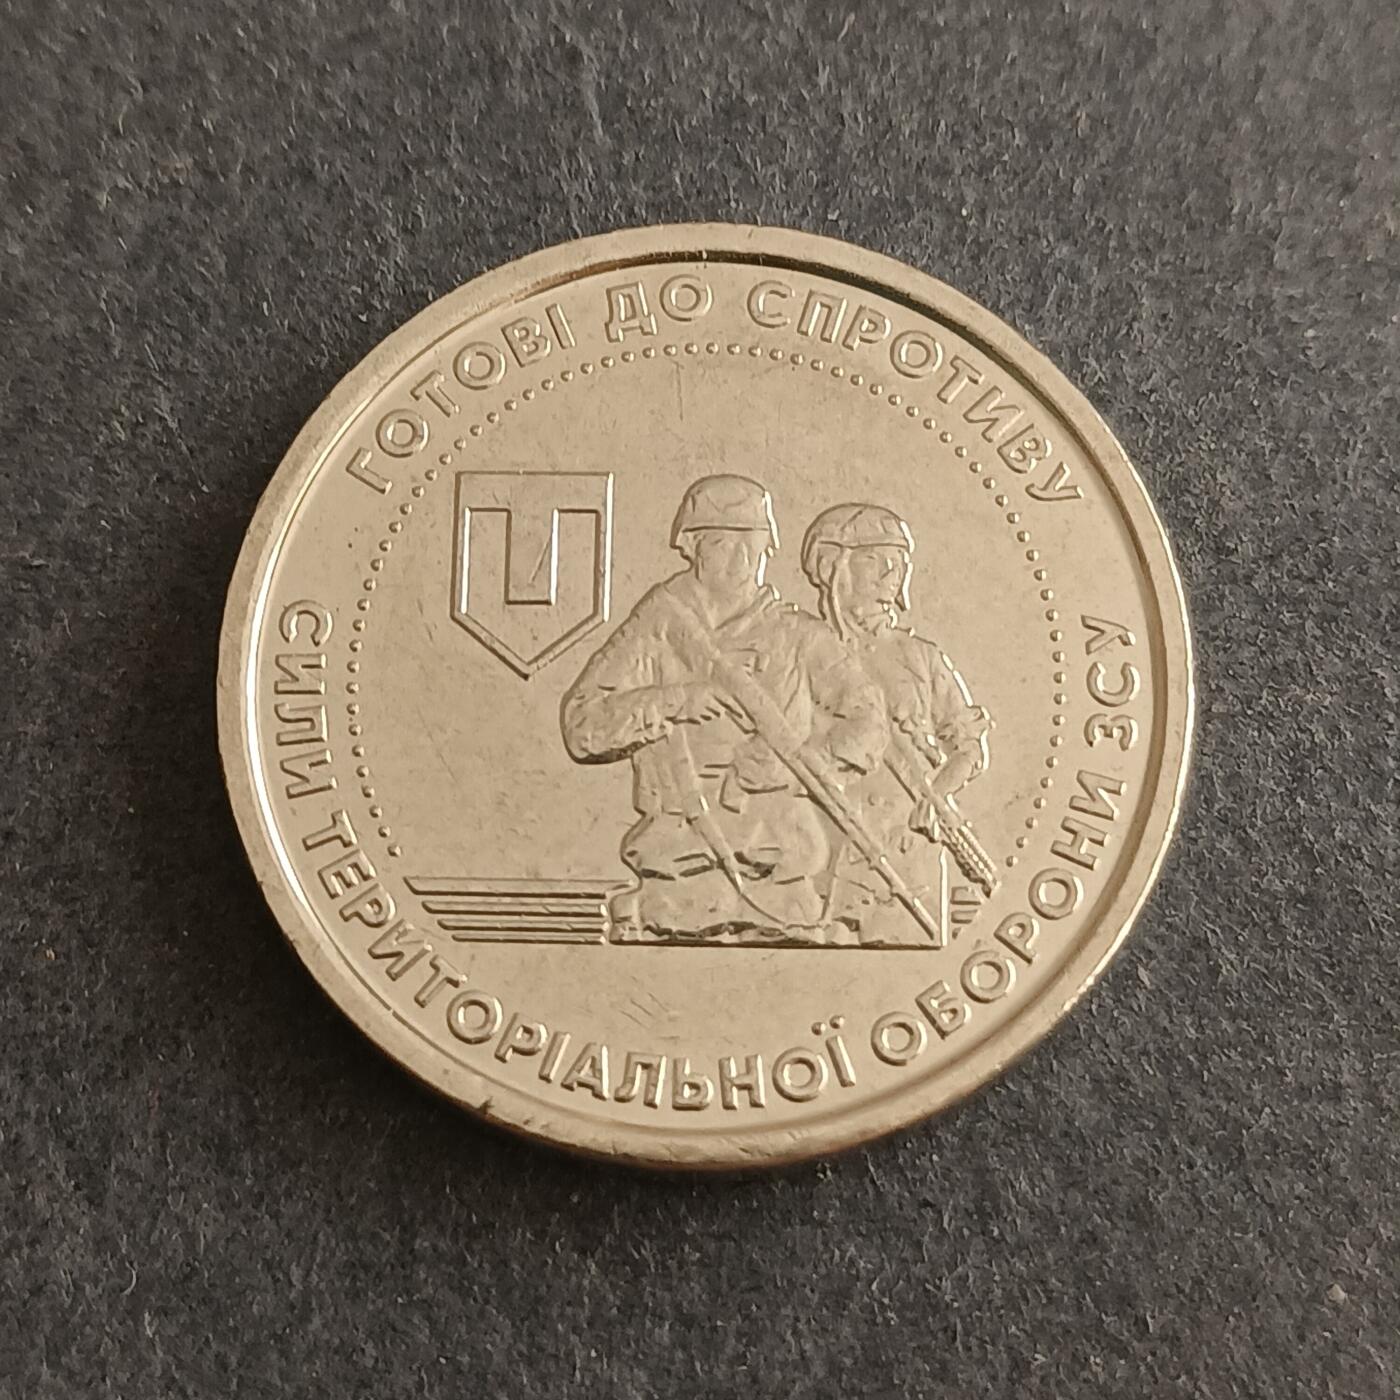 ГОТОВІ ДО СПРОТИВУ
СИЛИ ТЕРИТОРІАЛЬНОЇ ОБОРОНИ ЗСУ